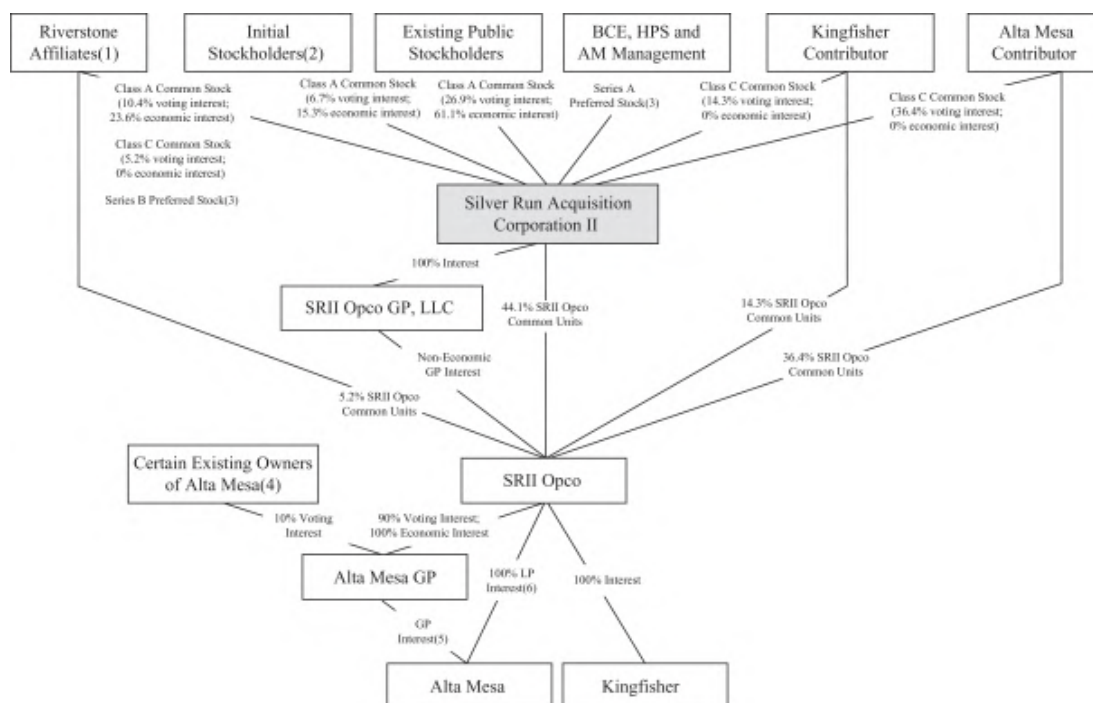 Riverstone
Affiliates(1)
Initial
Stockholders(2)
Existing Public
Stockholders
BCE, HPS and
AM Management
Kingfisher
Contributor
Alta Mesa
Contributor
Class A Common Stock
(10.4% voting interest;
23.6% economic interest)
Class C Common Stock
(5.2% voting interest;
0% economic interest)
Series B Preferred Stock(3)
Class A Common Stock
(6.7% voting interest;
15.3% economic interest)
Class A Common Stock
(26.9% voting interest;
61.1% economic interest)
Series A
Preferred Stock(3)
Class C Common Stock
(14.3% voting interest;
0% economic interest)
Class C Common Stock
(36.4% voting interest;
0% economic interest)
Silver Run Acquisition
Corporation II
100% Interest
SRII Opco GP, LLC
44.1% SRII Opco
Common Units
14.3% SRII Opco
Common Units
Non-Economic
GP Interest
36.4% SRII Opco
Common Units
5.2% SRII Opco
Common Units
Certain Existing Owners
of Alta Mesa(4)
SRII Opco
10% Voting
Interest
90% Voting Interest;
100% Economic Interest
Alta Mesa GP
100% LP
Interest(6)
100% Interest
GP
Interest(5)
Alta Mesa
Kingfisher